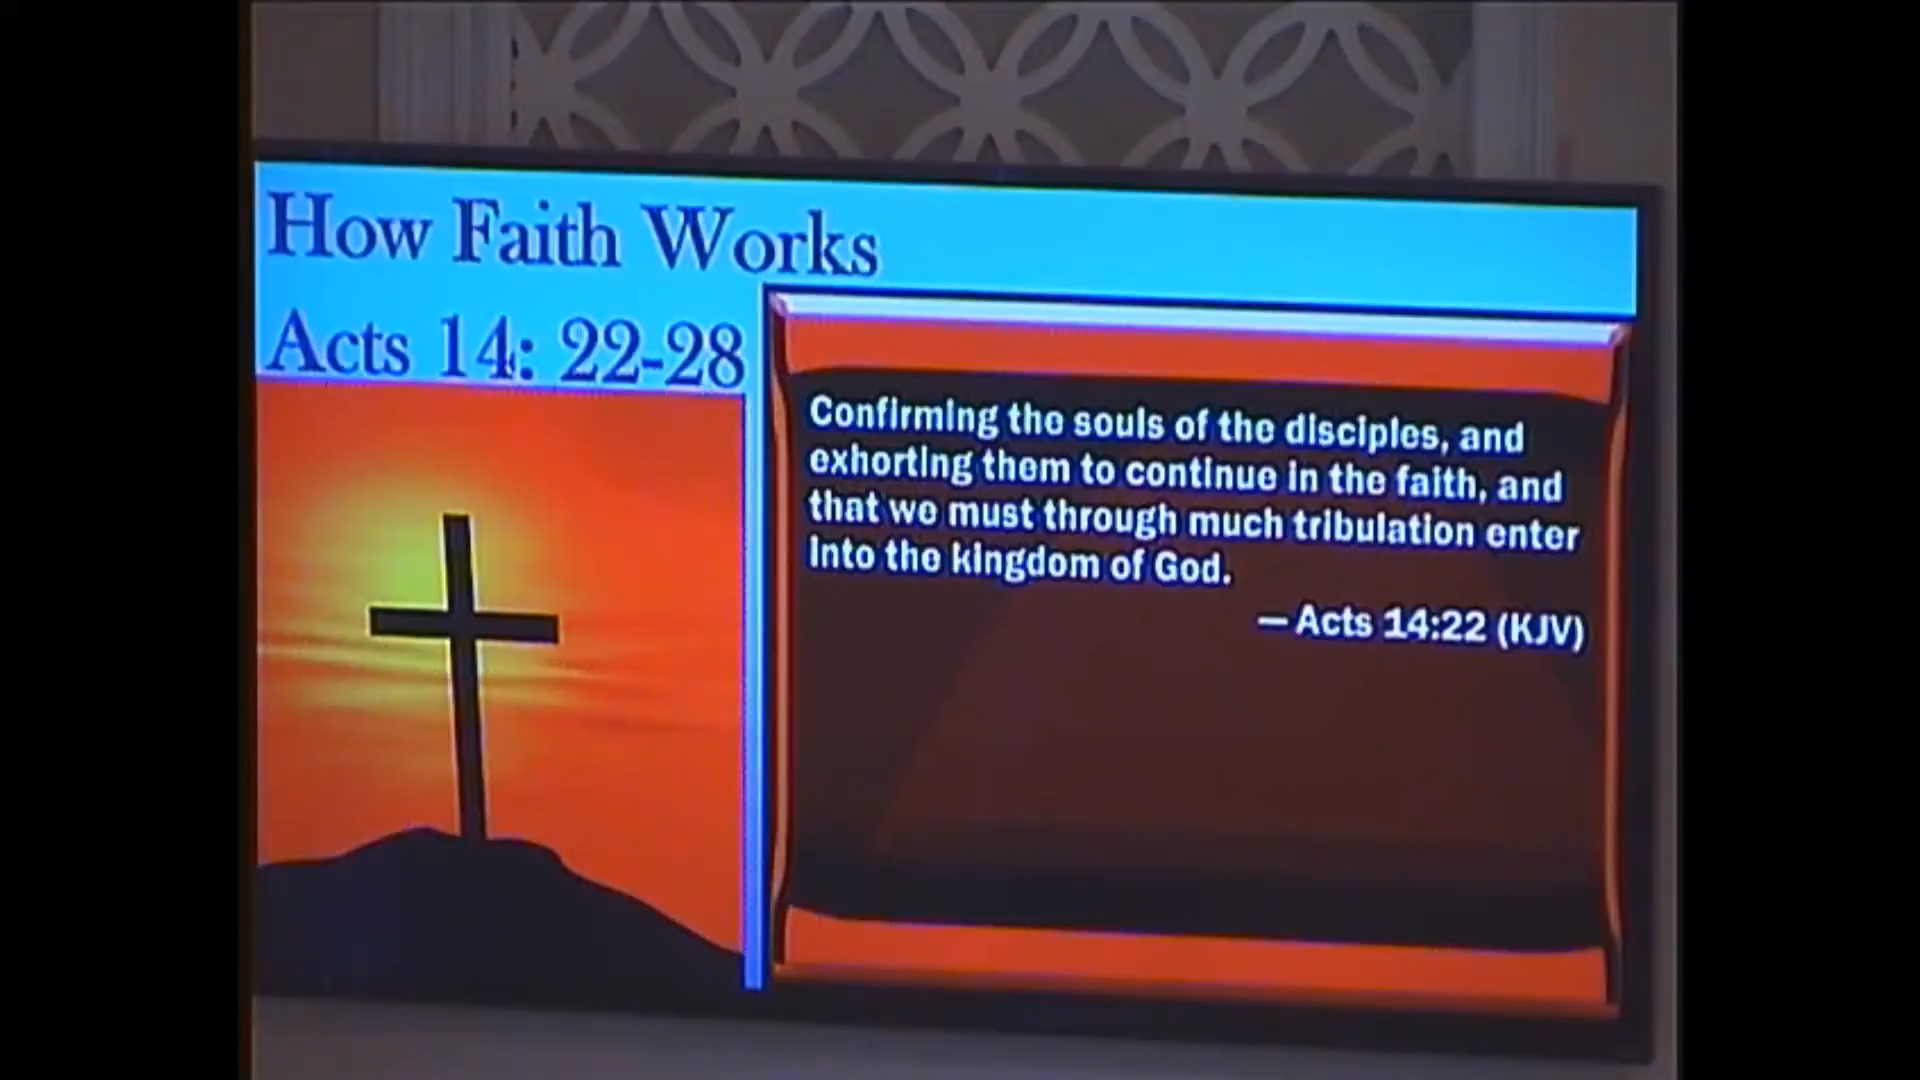 How Faith Works
Acts 14: 22-28
Confirming the souls of the disciples, and
exhorting them to continue in the faith, and
that we must through much tribulation enter
into the kingdom of God.
— Acts 14:22 (KJV)